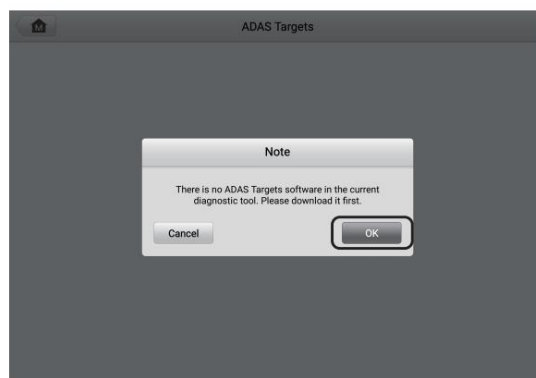 ADAS Targets
Note
There is no ADAS Targets software in the current
diagnostic tool. Please download it first.
Cancel
OK